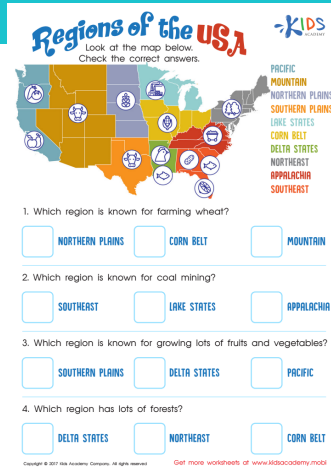 Regions of the USA
KIDS
ACADEMY
Look at the map below.
Check the correct answers.
PACIFIC
MOUNTAIN
NORTHERN PLAINS
SOUTHERN PLAINS
LAKE STATES
CORN BELT
DELTA STATES
NORTHEAST
APPALACHIA
SOUTHEAST
1. Which region is known for farming wheat?
NORTHERN PLAINS CORN BELT MOUNTAIN
2. Which region is known for coal mining?
SOUTHEAST LAKE STATES APPALACHIA
3. Which region is known for growing lots of fruits and vegetables?
SOUTHERN PLAINS DELTA STATES PACIFIC
4. Which region has lots of forests?
DELTA STATES NORTHEAST CORN BELT
Copyright © 2017 Kids Academy Company. All rights reserved Get more worksheets at www.kidsacademy.mobi